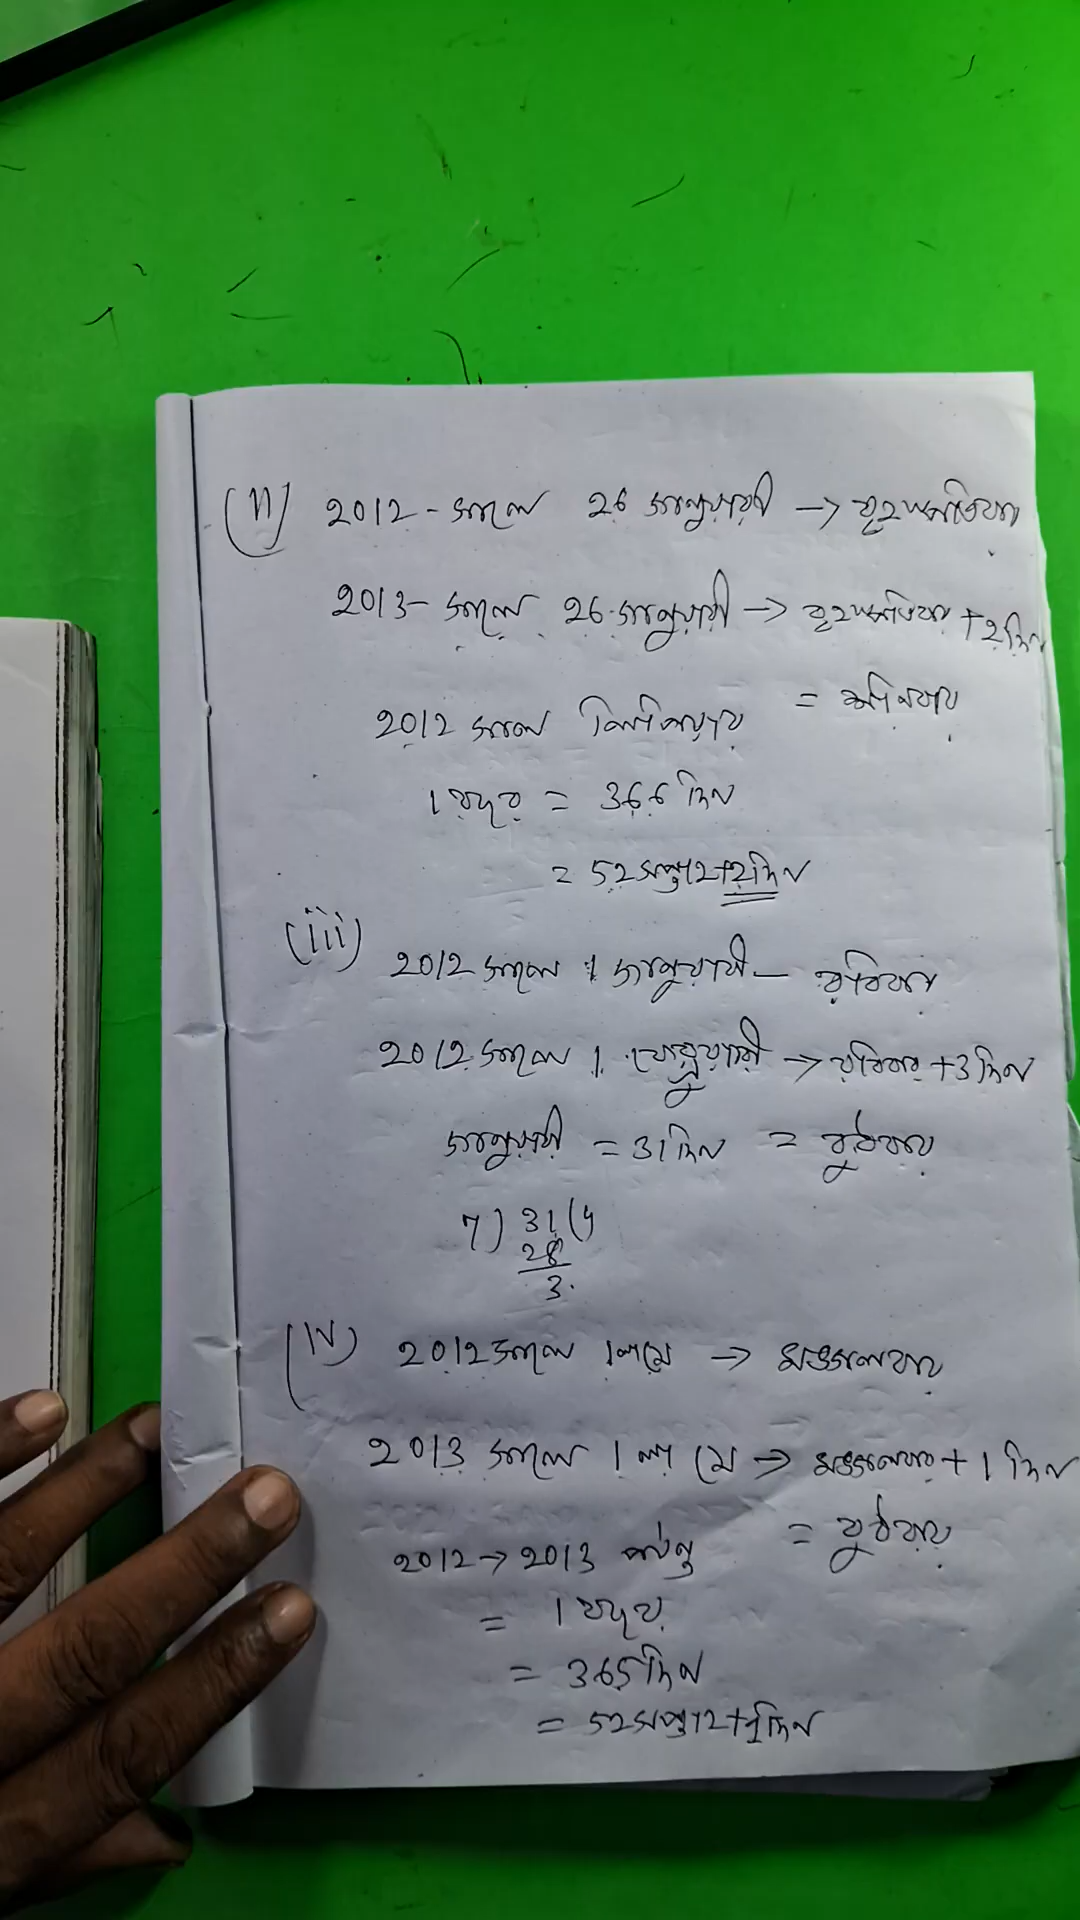 (ii) 2012 - সালে 26 জানুয়ারী → বৃহস্পতিবার
2013 - সালে 26 জানুয়ারী → বৃহস্পতিবার + 2 দিন
= শনিবার
2012 সাল লিপিয়ার
1 বছর = 366 দিন
= 52 সপ্তাহ + 2 দিন
(iii) 2012 সালে 1 জানুয়ারী – রবিবার
2012 সালে 1 ফেব্রুয়ারী → রবিবার + 3 দিন
জানুয়ারী = 31 দিন = বুধবার
7 ) 31 ( 4
28
3
(iv) 2012 সালে 1লা মে → মঙ্গলবার
2013 সালে 1 লা মে → মঙ্গলবার + 1 দিন
= বুধবার
2012 → 2013 পর্যন্ত
= 1 বছর
= 365 দিন
= 52 সপ্তাহ + 1 দিন